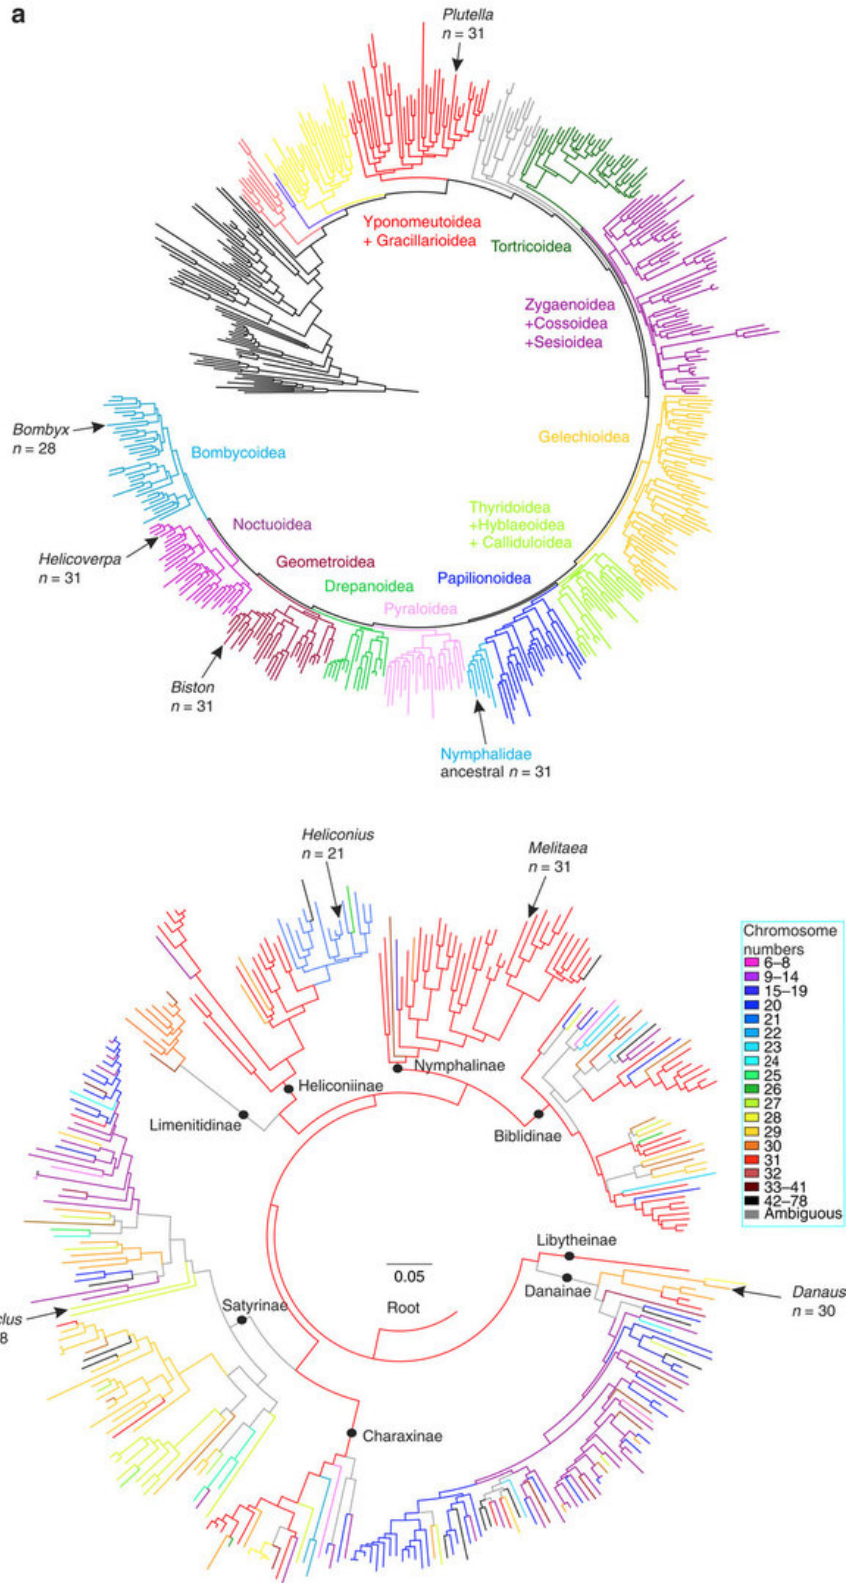 a
Plutella
n = 31
Yponomeutoidea
+ Gracillarioidea
Tortricoidea
Zygaenoidea
+Cossoidea
+Sesioidea
Gelechioidea
Bombyx
n = 28
Bombycoidea
Thyridoidea
+Hyblaeoidea
+ Calliduloidea
Noctuoidea
Helicoverpa
n = 31
Geometroidea
Drepanoidea
Papilionoidea
Pyraloidea
Biston
n = 31
Nymphalidae
ancestral n = 31
Heliconius
n = 21
Melitaea
n = 31
Chromosome
numbers
6–8
9–14
15–19
20
21
22
23
24
25
26
27
28
29
30
31
32
33–41
42–78
Ambiguous
Nymphalinae
Heliconiinae
Limenitidinae
Biblidinae
Libytheinae
Danainae
0.05
Root
Danaus
n = 30
Satyrinae
clus
8
Charaxinae